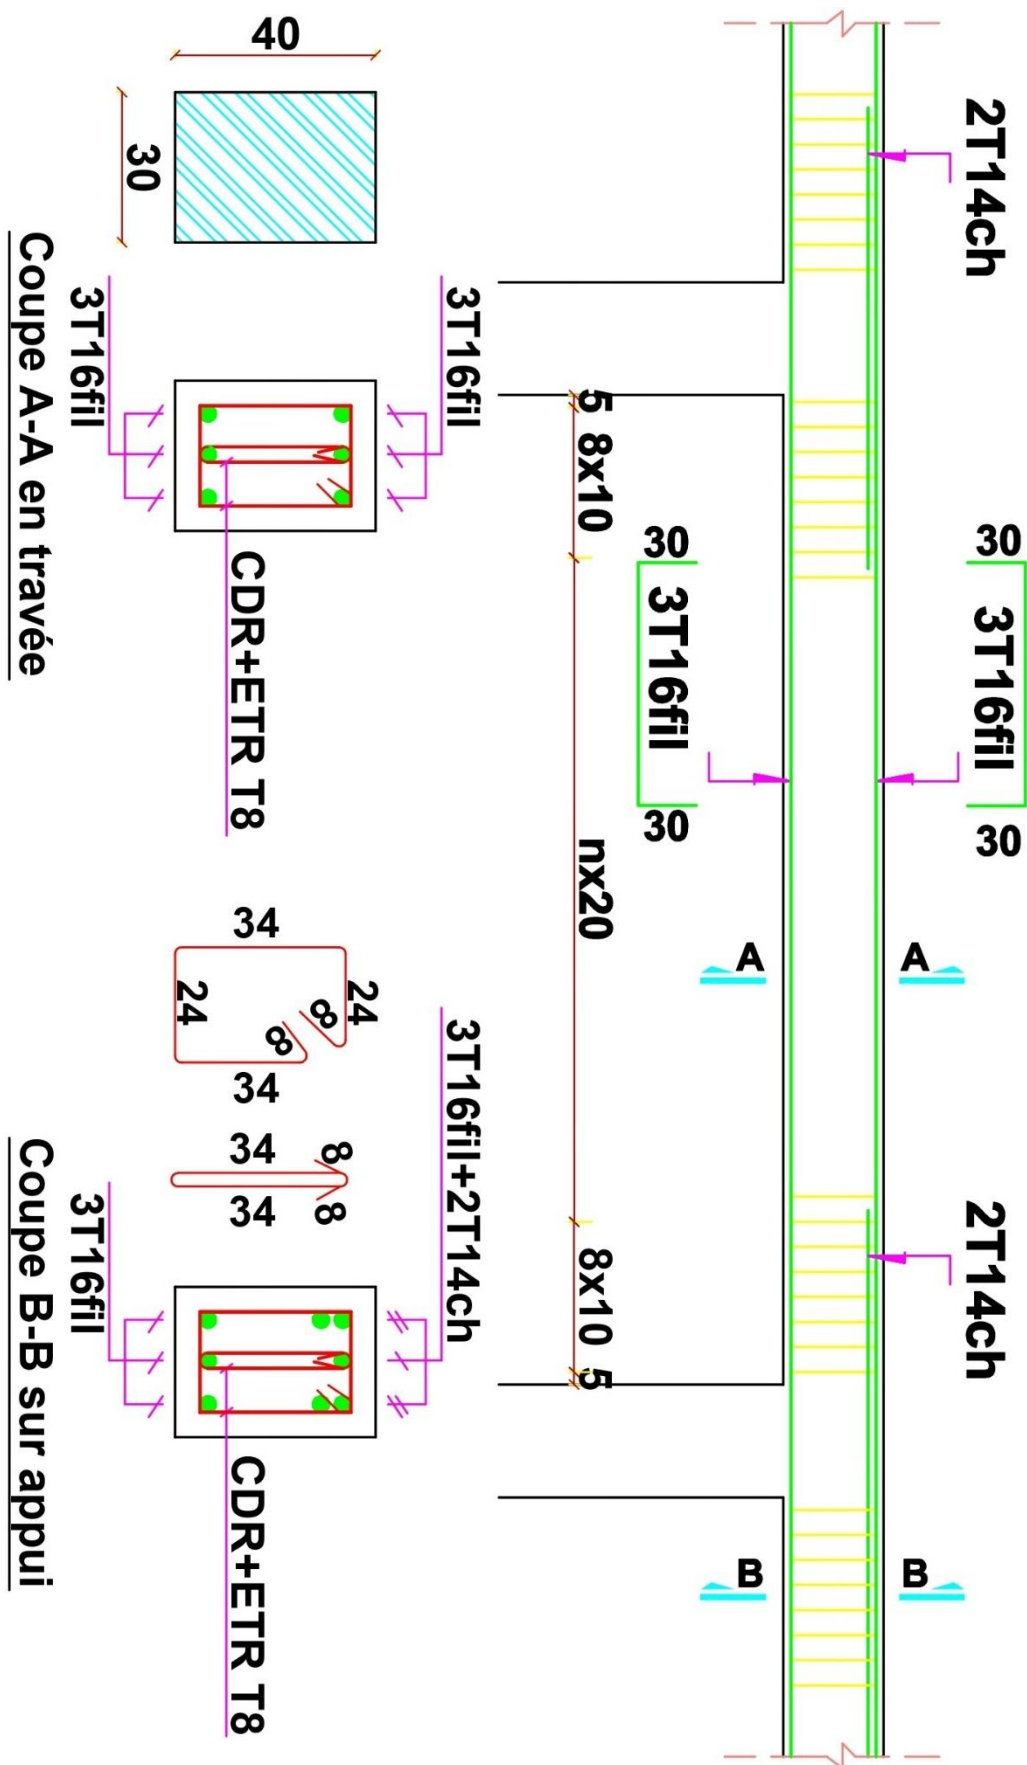 2T14ch
2T14ch
30
3T16fil
30
A
B
A
B
30
3T16fil
30
5
8x10
nx20
8x10
5
3T16fil
3T16fil+2T14ch
40
30
CDR+ETR T8
34
24
24
8
8
34
34
8
34
8
CDR+ETR T8
3T16fil
3T16fil
Coupe A-A en travée
Coupe B-B sur appui